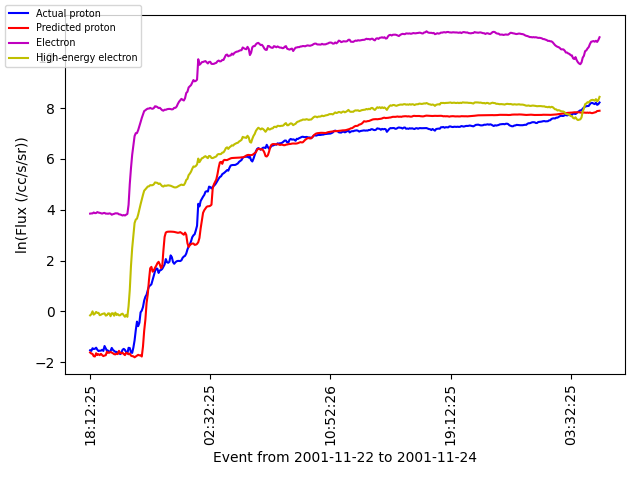 Actual proton
Predicted proton
Electron
High-energy electron
8
6
4
2
0
−2
ln(Flux (/cc/s/sr))
18:12:25
02:32:25
10:52:26
19:12:25
03:32:25
Event from 2001-11-22 to 2001-11-24